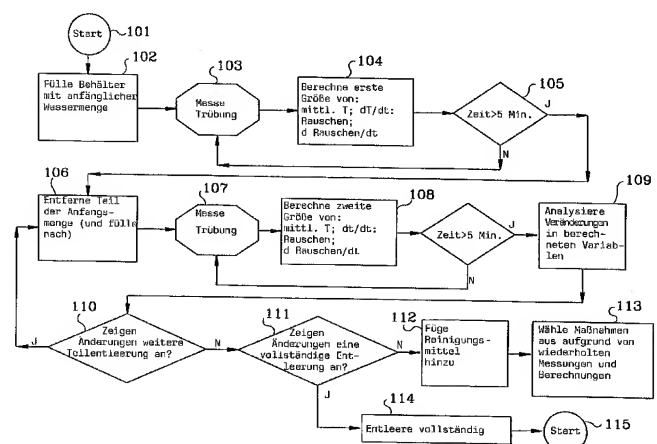 Start
101
102
Fülle Behälter
mit anfänglicher
Wassermenge
103
Messe
Trübung
104
Berechne erste
Größe von:
mittl. T; dT/dt:
Rauschen;
d Rauschen/dt
105
Zeit>5 Min.
J
N
106
Entferne Teil
der Anfangs-
menge (und fülle
nach)
107
Messe
Trübung
108
Berechne zweite
Größe von:
mittl. T; dt/dt:
Rauschen;
d Rauschen/dt
Zeit>5 Min.
J
N
109
Analysiere
Veränderungen
in berech-
neten Variab-
len
110
Zeigen
Änderungen weitere
Teilentleerung an?
J
N
111
Zeigen
Änderungen eine
vollständige Ent-
leerung an?
N
J
112
Füge
Reinigungs-
mittel
hinzu
113
Wähle Maßnahmen
aus aufgrund von
wiederholten
Messungen und
Berechnungen
114
Entleere vollständig
Start
115